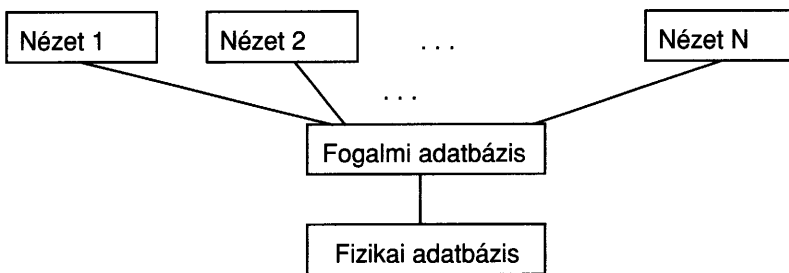 Nézet 1 Nézet 2 . . . Nézet N
. . .
Fogalmi adatbázis
Fizikai adatbázis